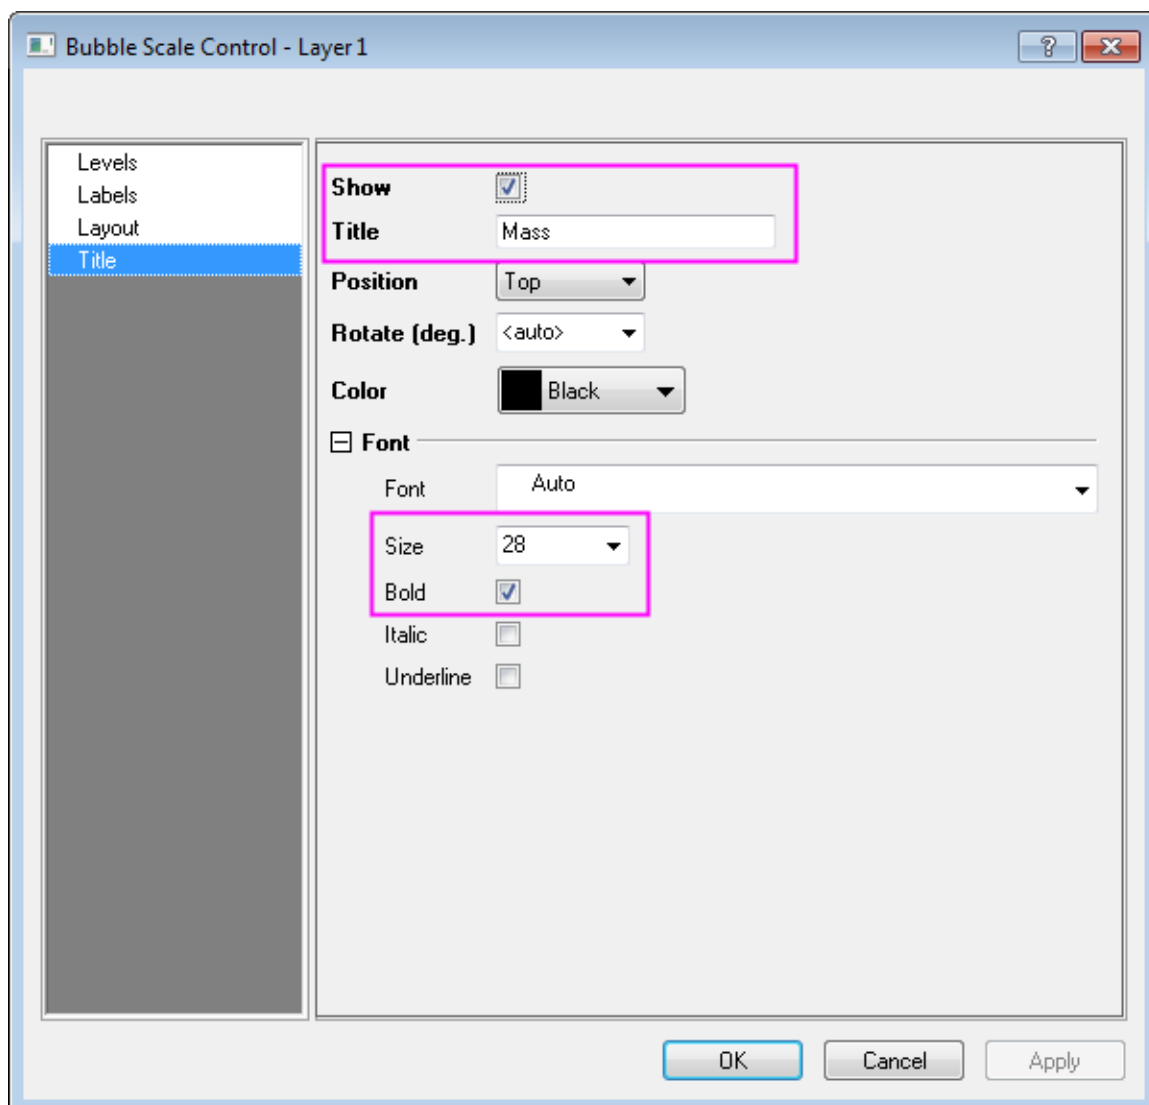 Bubble Scale Control - Layer 1
Levels
Labels
Layout
Title
Show
Title Mass
Position Top
Rotate (deg.) <auto>
Color Black
Font
Font Auto
Size 28
Bold
Italic
Underline
OK Cancel Apply